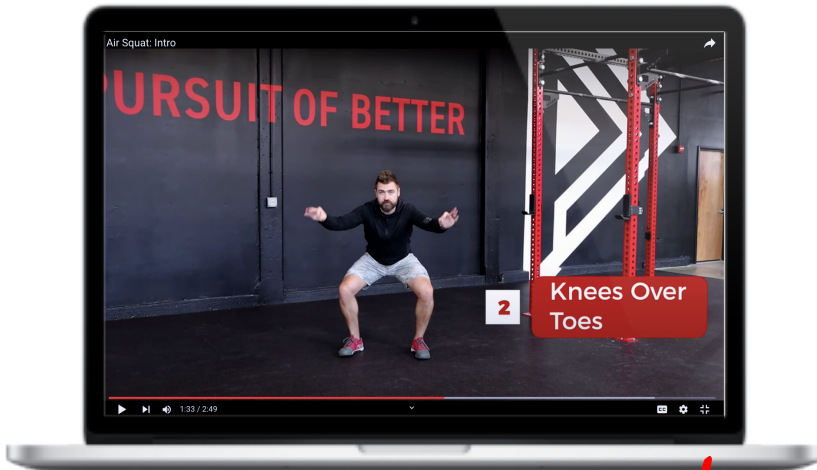 Air Squat: Intro
PURSUIT OF BETTER
2
Knees Over
Toes
1:33 / 2:49
CC